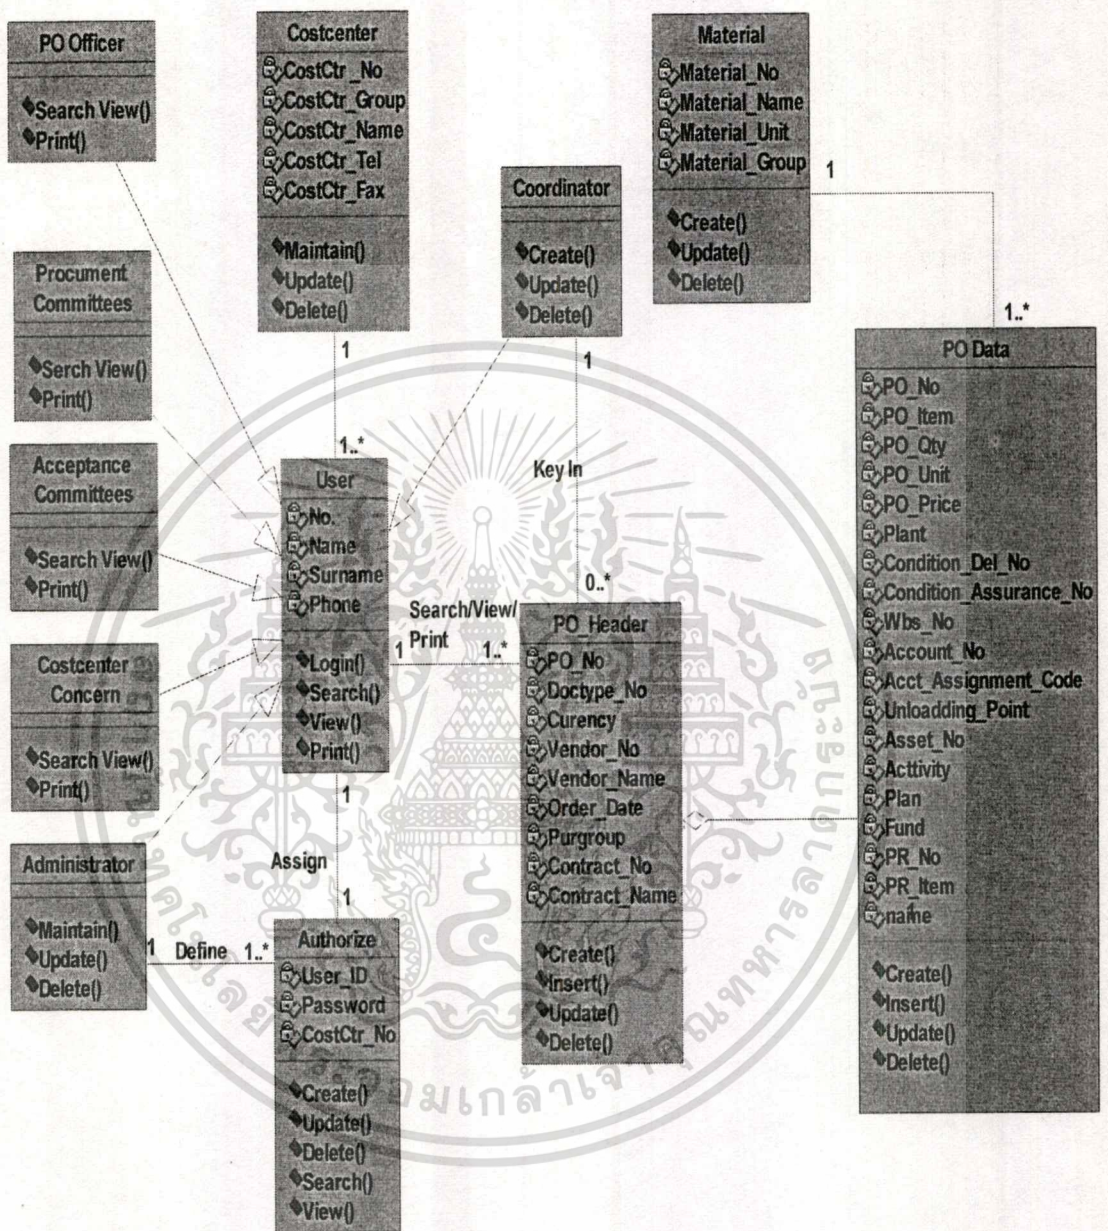 PO Officer
Search View()
Print()
Costcenter
CostCtr_No
CostCtr_Group
CostCtr_Name
CostCtr_Tel
CostCtr_Fax
Maintain()
Update()
Delete()
Material
Material_No
Material_Name
Material_Unit
Material_Group
Create()
Update()
Delete()
Coordinator
Create()
Update()
Delete()
1
1..*
Procument
Committees
Serch View()
Print()
1
1..*
1
Key In
0..*
Acceptance
Committees
Search View()
Print()
User
No.
Name
Surname
Phone
Login()
Search()
View()
Print()
PO Data
PO_No
PO_Item
PO_Qty
PO_Unit
PO_Price
Plant
Condition_Del_No
Condition_Assurance_No
Wbs_No
Account_No
Acct_Assignment_Code
Unloadding_Point
Asset_No
Acttivity
Plan
Fund
PR_No
PR_Item
name
Create()
Insert()
Update()
Delete()
Search/View/
Print
1
1..*
PO_Header
PO_No
Doctype_No
Curency
Vendor_No
Vendor_Name
Order_Date
Purgroup
Contract_No
Contract_Name
Create()
Insert()
Update()
Delete()
Costcenter
Concern
Search View()
Print()
1
Assign
1
Administrator
Maintain()
Update()
Delete()
1 Define 1..*
Authorize
User_ID
Password
CostCtr_No
Create()
Update()
Delete()
Search()
View()